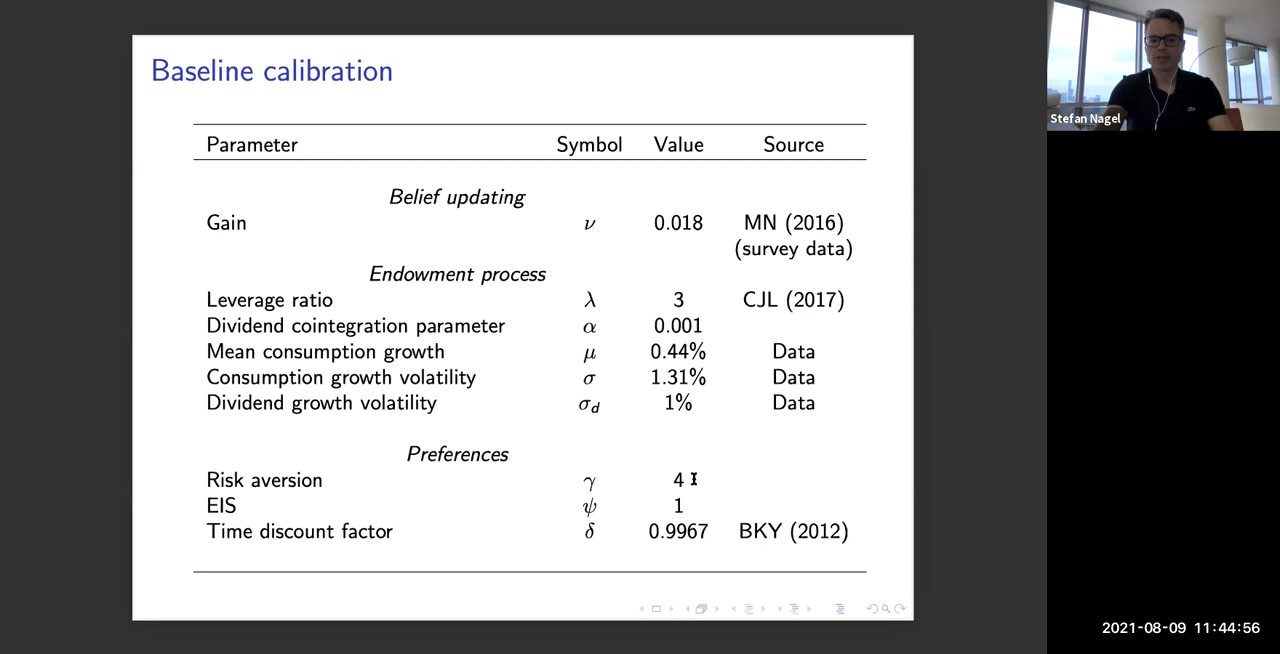 Baseline calibration
Parameter Symbol Value Source
Belief updating
Gain ν 0.018 MN (2016)
(survey data)
Endowment process
Leverage ratio λ 3 CJL (2017)
Dividend cointegration parameter α 0.001
Mean consumption growth μ 0.44% Data
Consumption growth volatility σ 1.31% Data
Dividend growth volatility σd 1% Data
Preferences
Risk aversion γ 4
EIS ψ 1
Time discount factor δ 0.9967 BKY (2012)
Stefan Nagel
2021-08-09 11:44:56